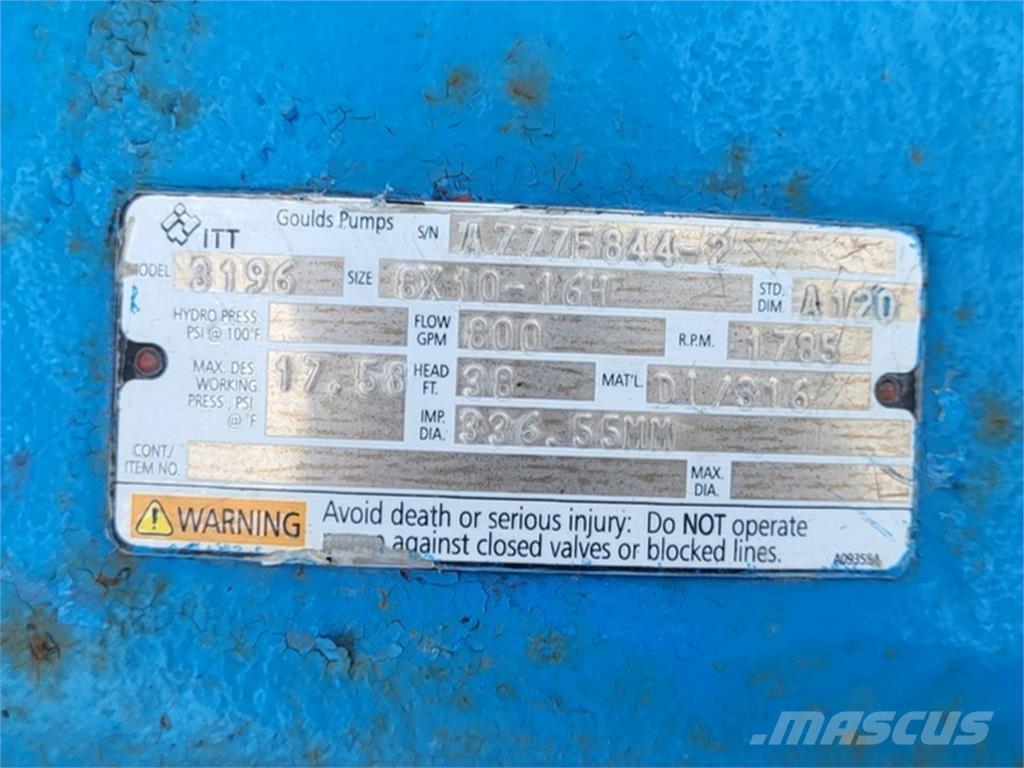 ITT Goulds Pumps S/N A777E844-2
MODEL 3196 SIZE 8X10-16H STD. DIM. A120
HYDRO PRESS. PSI @ 100°F FLOW GPM 800 R.P.M. 1785
MAX. DES. WORKING PRESS., PSI @ °F 17.58 HEAD FT. 38 MAT'L. DI/316
IMP. DIA. 336.55MM
CONT./ ITEM NO. MAX. DIA.
WARNING Avoid death or serious injury: Do NOT operate
against closed valves or blocked lines.
A09355A
MASCUS